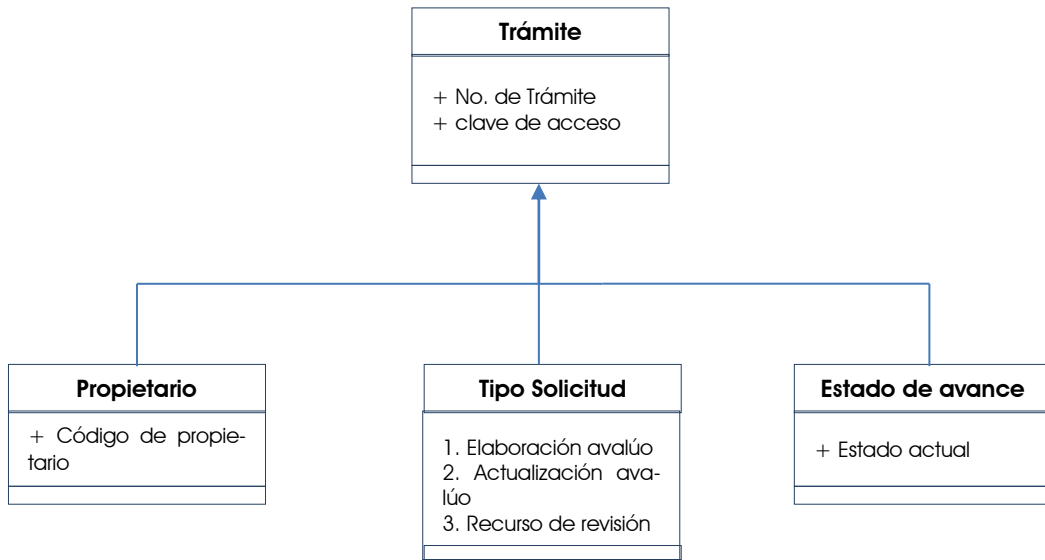 Trámite
+ No. de Trámite
+ clave de acceso
Propietario
+ Código de propie-
tario
Tipo Solicitud
1. Elaboración avalúo
2. Actualización ava-
lúo
3. Recurso de revisión
Estado de avance
+ Estado actual